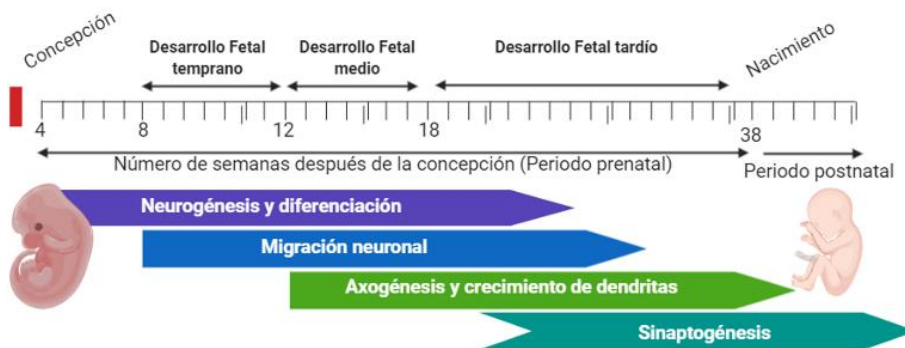 Concepción
Desarrollo Fetal
temprano
Desarrollo Fetal
medio
Desarrollo Fetal tardío
Nacimiento
4
8
12
18
38
Número de semanas después de la concepción (Periodo prenatal)
Periodo postnatal
Neurogénesis y diferenciación
Migración neuronal
Axogénesis y crecimiento de dendritas
Sinaptogénesis